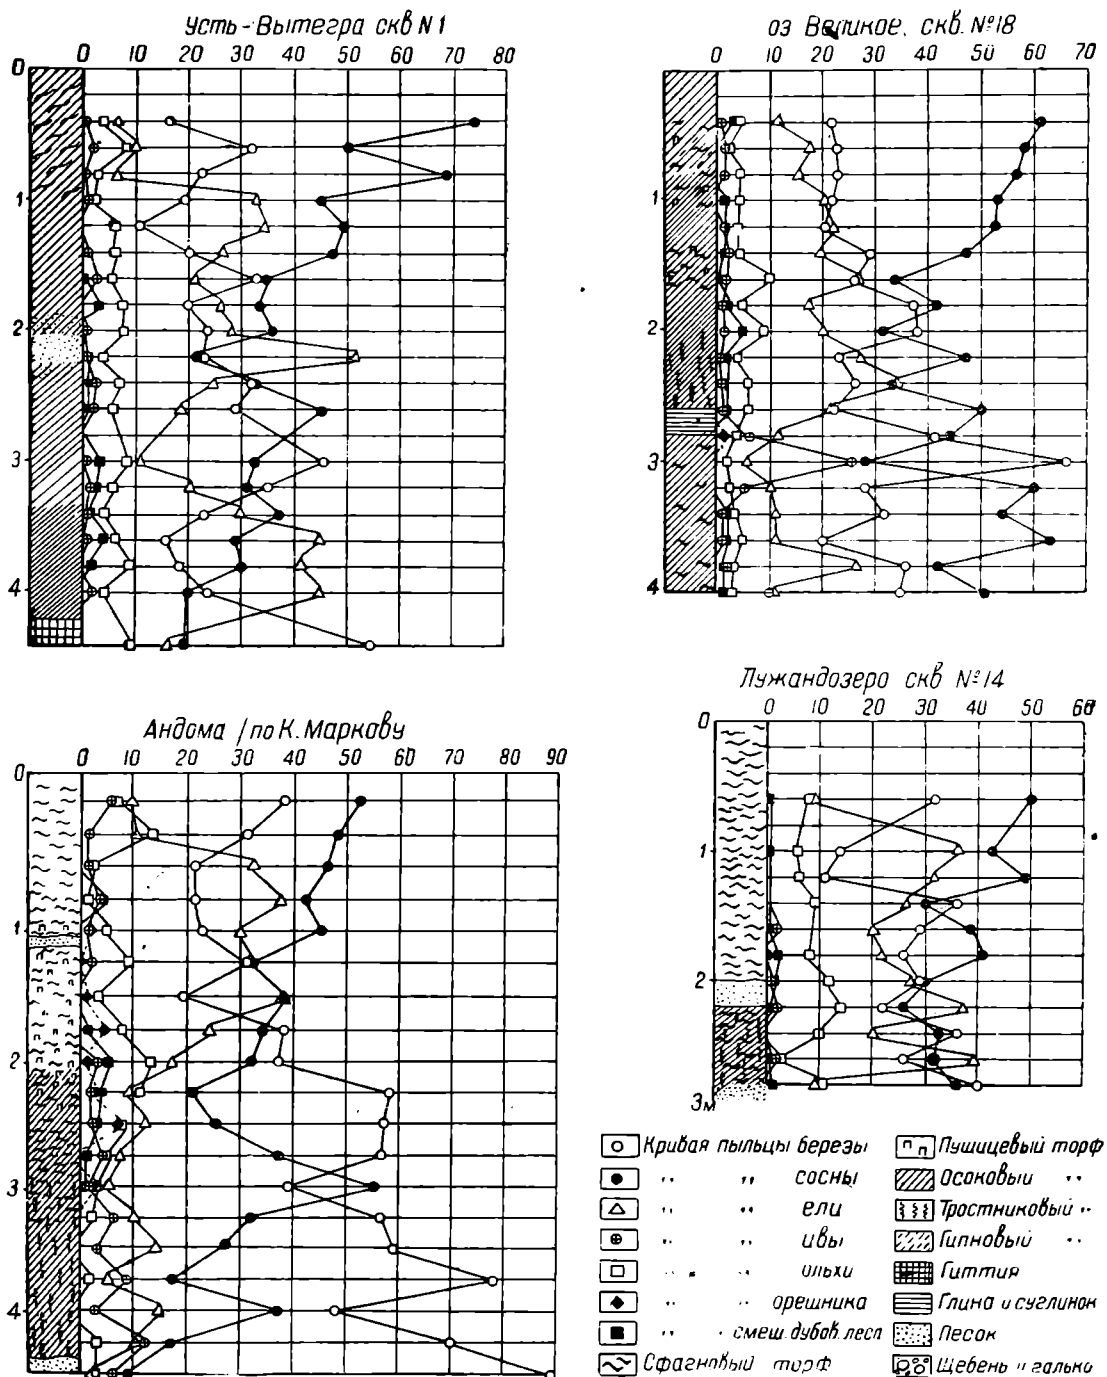 Усть-Вытегра скв N1
0 10 20 30 40 50 60 70 80
0
1
2
3
4
оз Великое, скв. №18
0 10 20 30 40 50 60 70
1
2
3
4
Андома /по К. Маркаву
0 10 20 30 40 50 60 70 80 90
0
1
2
3
4
Лужандозеро скв №14
0 10 20 30 40 50 60
0
1
2
3м
Кривая пыльцы березы
" " сосны
" " ели
" " ивы
" " ольхи
" " орешника
" " смеш. дубов. леса
Сфагновый торф
Пушицевый торф
Осоковый "
Тростниковый "
Гипновый "
Гиттия
Глина и суглинок
Песок
Щебень и галька